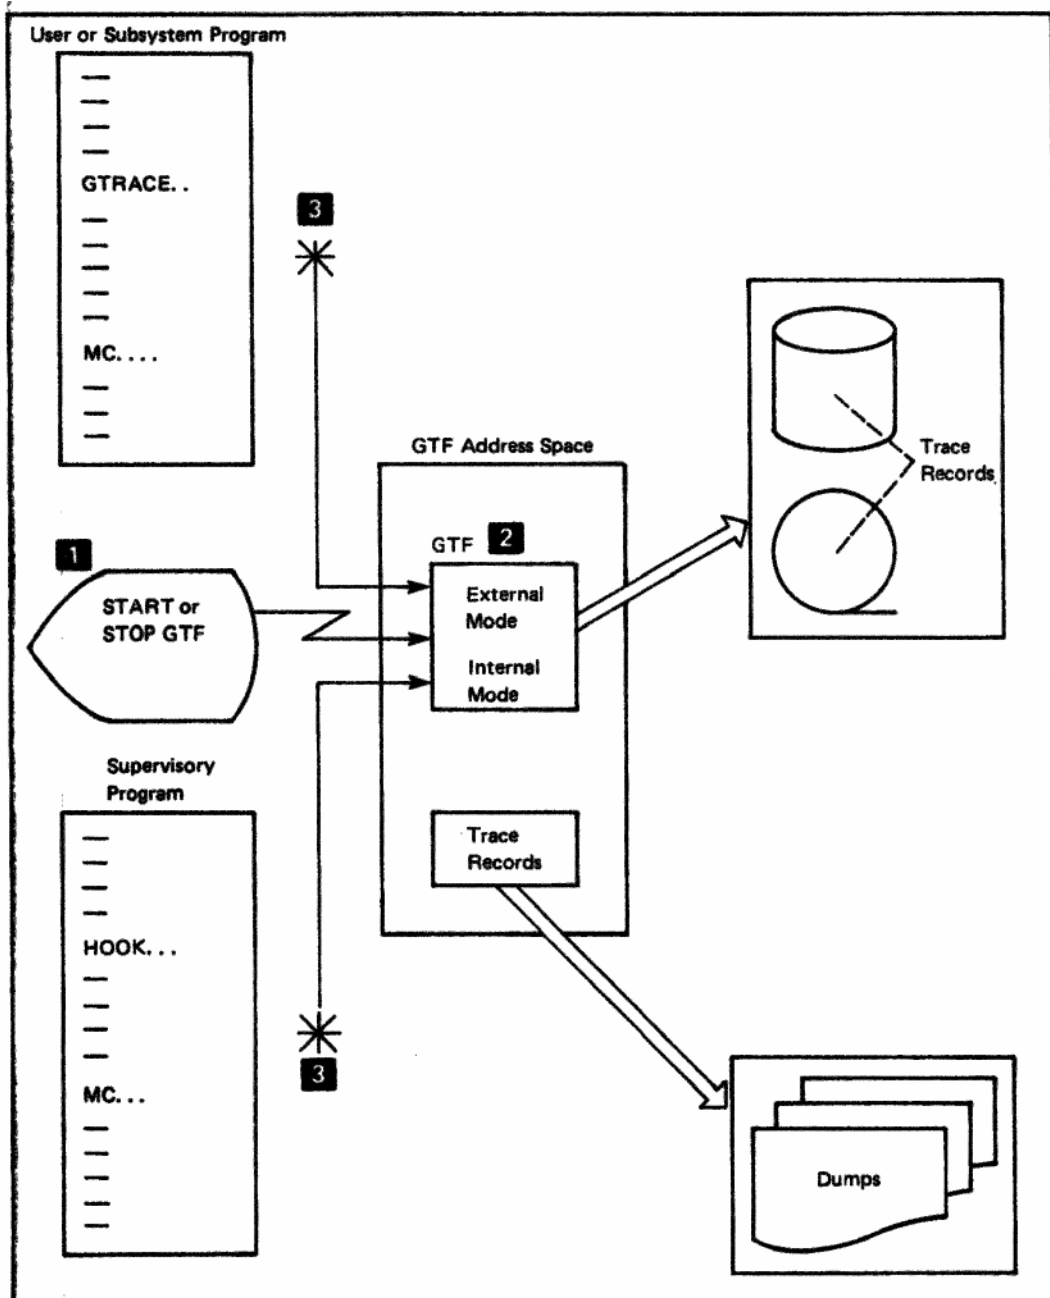 User or Subsystem Program
GTRACE..
MC....
3
1
START or
STOP GTF
GTF Address Space
GTF 2
External
Mode
Internal
Mode
Trace
Records
Trace
Records
Supervisory
Program
HOOK...
MC...
3
Dumps